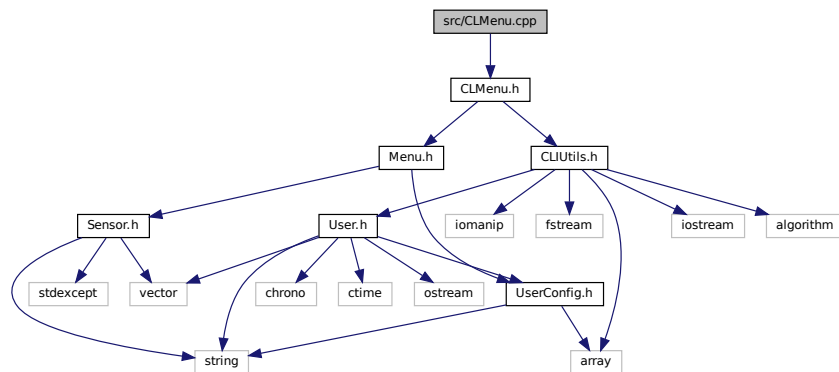 src/CLMenu.cpp
CLMenu.h
Menu.h
CLIUtils.h
Sensor.h
User.h
iomanip
fstream
iostream
algorithm
stdexcept
vector
chrono
ctime
ostream
UserConfig.h
string
array